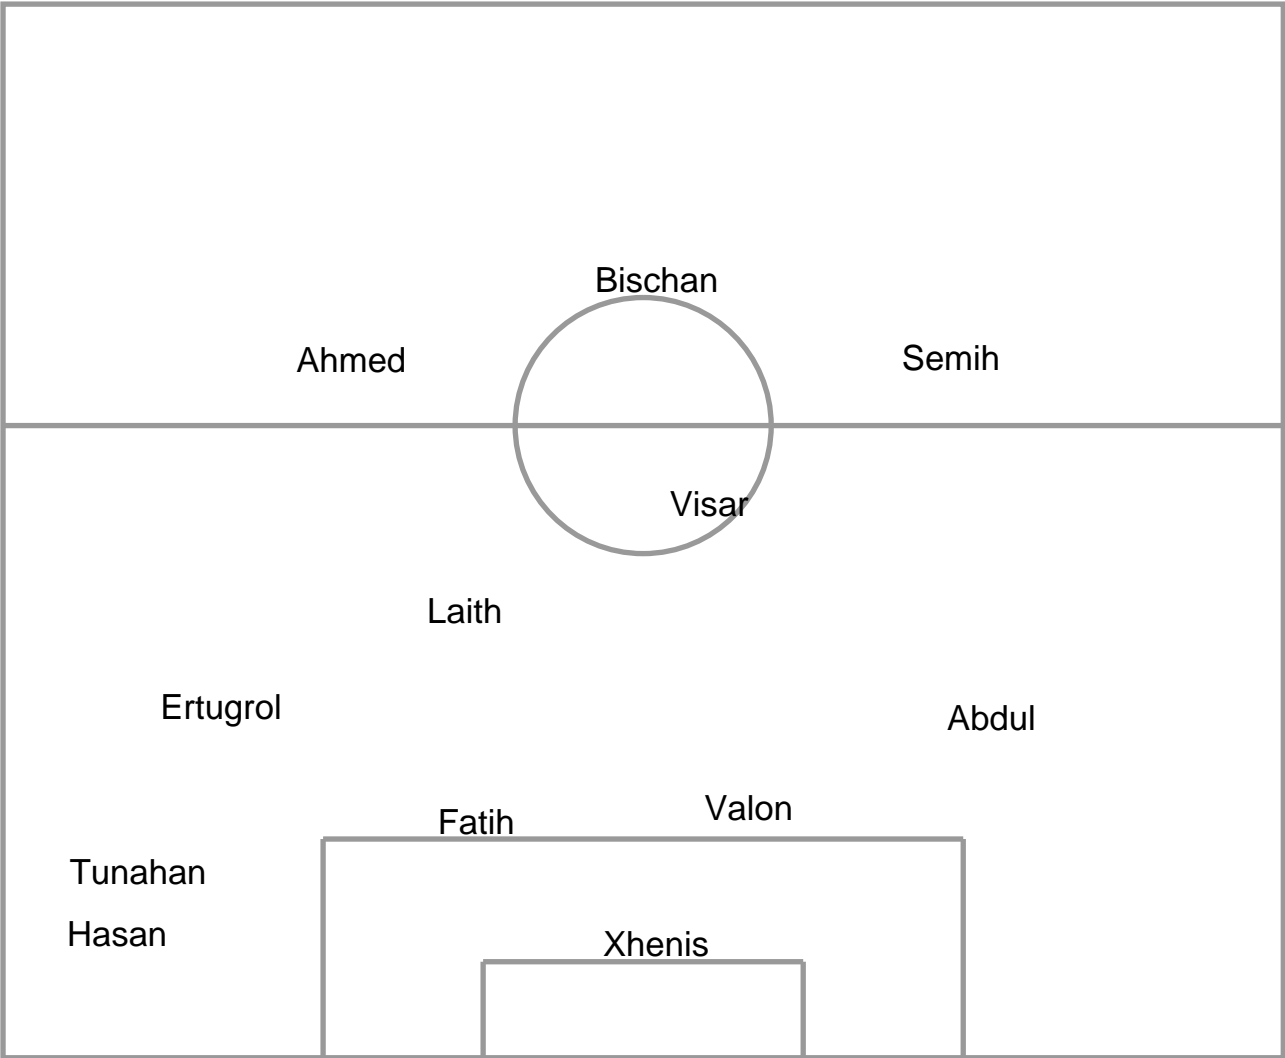 Bischan
Ahmed
Semih
Visar
Laith
Ertugrol
Abdul
Fatih
Valon
Tunahan
Hasan
Xhenis